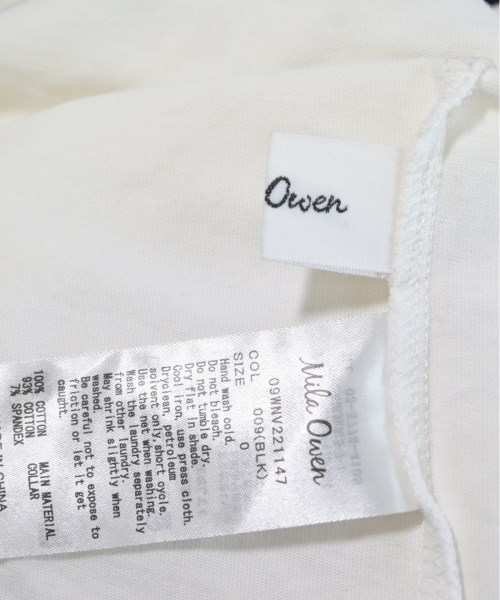 Owen
Mila Owen
09WNV221147
COL 009(BLK)
SIZE 0
Hand wash cold.
Do not bleach.
Do not tumble dry.
Dry flat in shade.
Cool iron, use press cloth.
Dryclean, petroleum
solvent only, short cycle.
Use the net when washing.
Wash the laundry separately
from other laundry.
May shrink slightly when
washed.
Be careful not to expose to
friction or let it get
caught.
100% COTTON MAIN MATERIAL
93% COTTON COLLAR
7% SPANDEX
IN CHINA